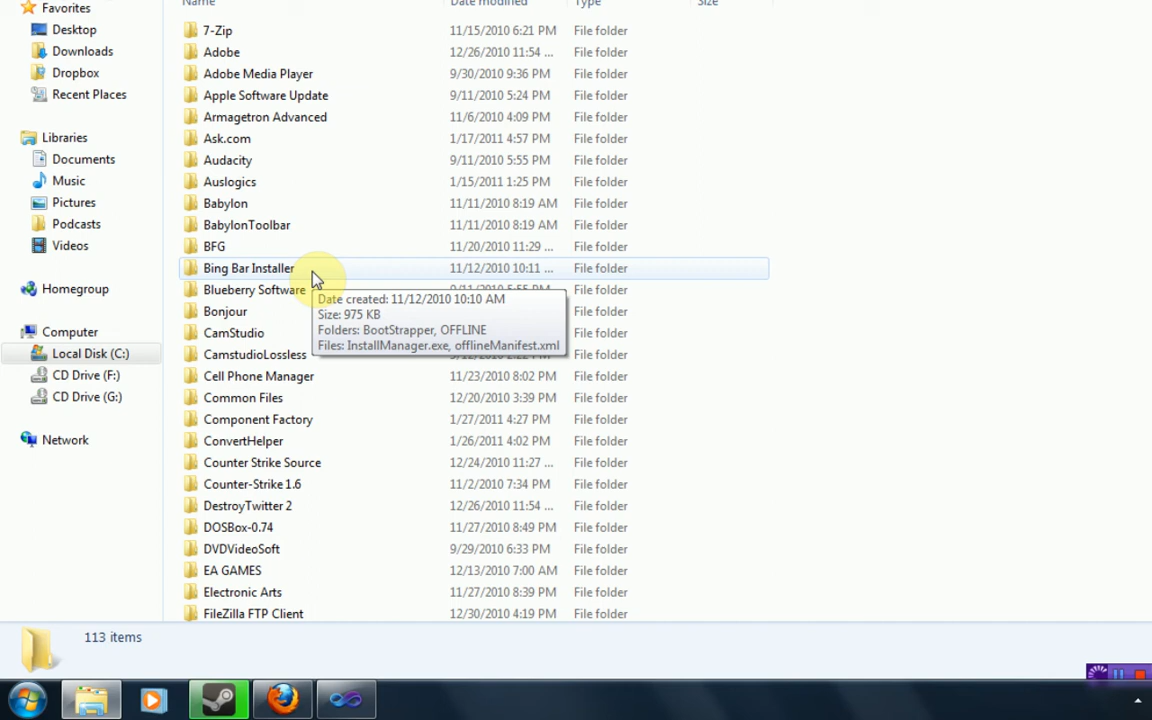 Name Date modified Type Size
Favorites
Desktop
Downloads
Dropbox
Recent Places
Libraries
Documents
Music
Pictures
Podcasts
Videos
Homegroup
Computer
Local Disk (C:)
CD Drive (F:)
CD Drive (G:)
Network
7-Zip 11/15/2010 6:21 PM File folder
Adobe 12/26/2010 11:54 ... File folder
Adobe Media Player 9/30/2010 9:36 PM File folder
Apple Software Update 9/11/2010 5:24 PM File folder
Armagetron Advanced 11/6/2010 4:09 PM File folder
Ask.com 1/17/2011 4:57 PM File folder
Audacity 9/11/2010 5:55 PM File folder
Auslogics 1/15/2011 1:25 PM File folder
Babylon 11/11/2010 8:19 AM File folder
BabylonToolbar 11/11/2010 8:19 AM File folder
BFG 11/20/2010 11:29 ... File folder
Bing Bar Installer 11/12/2010 10:11 ... File folder
Blueberry Software File folder
Bonjour File folder
CamStudio File folder
CamstudioLossless File folder
Date created: 11/12/2010 10:10 AM
Size: 975 KB
Folders: BootStrapper, OFFLINE
Files: InstallManager.exe, offlineManifest.xml
Cell Phone Manager 11/23/2010 8:02 PM File folder
Common Files 12/20/2010 3:39 PM File folder
Component Factory 1/27/2011 4:27 PM File folder
ConvertHelper 1/26/2011 4:02 PM File folder
Counter Strike Source 12/24/2010 11:27 ... File folder
Counter-Strike 1.6 11/2/2010 7:34 PM File folder
DestroyTwitter 2 12/26/2010 11:54 ... File folder
DOSBox-0.74 11/27/2010 8:49 PM File folder
DVDVideoSoft 9/29/2010 6:33 PM File folder
EA GAMES 12/13/2010 7:00 AM File folder
Electronic Arts 11/27/2010 8:39 PM File folder
FileZilla FTP Client 12/30/2010 4:19 PM File folder
113 items